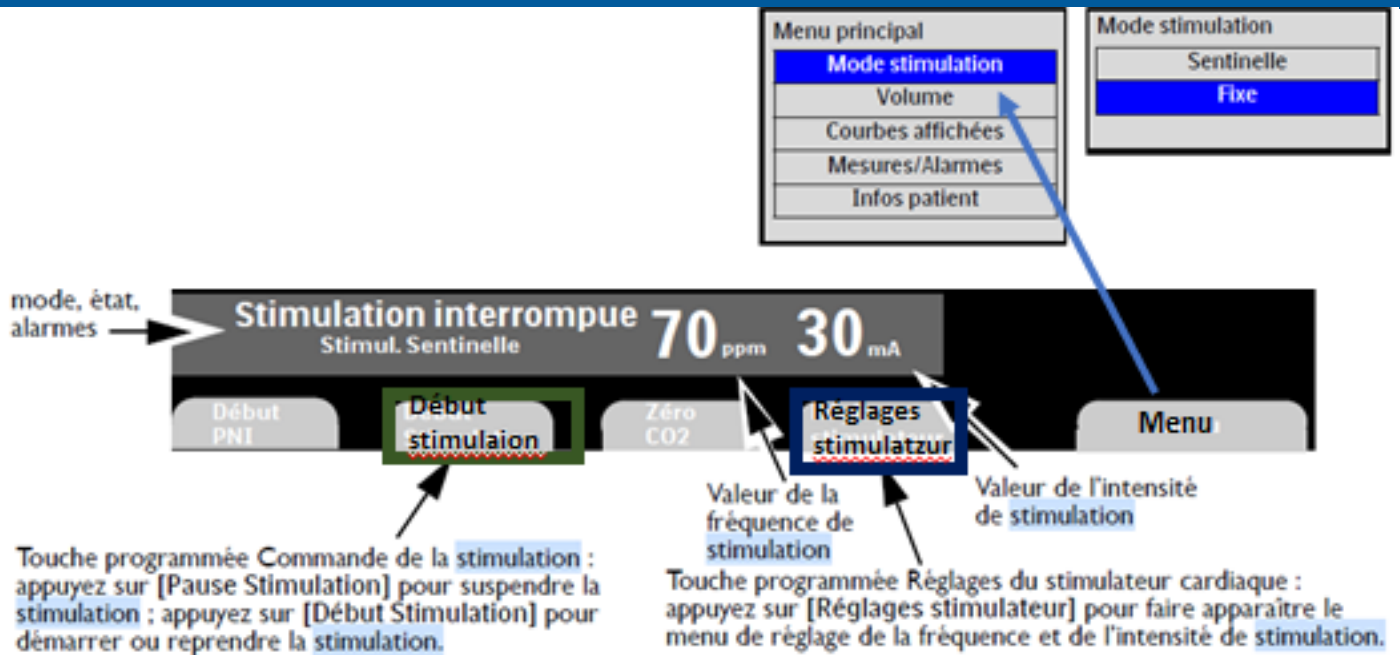 Menu principal
Mode stimulation
Volume
Courbes affichées
Mesures/Alarmes
Infos patient
Mode stimulation
Sentinelle
Fixe
mode, état,
alarmes
Stimulation interrompue
Stimul. Sentinelle
70 ppm
30 mA
Début
PNI
Début
stimulaion
Zéro
CO2
Réglages
stimulatzur
Menu
Valeur de la
fréquence de
stimulation
Valeur de l'intensité
de stimulation
Touche programmée Commande de la stimulation :
appuyez sur [Pause Stimulation] pour suspendre la
stimulation ; appuyez sur [Début Stimulation] pour
démarrer ou reprendre la stimulation.
Touche programmée Réglages du stimulateur cardiaque :
appuyez sur [Réglages stimulateur] pour faire apparaître le
menu de réglage de la fréquence et de l'intensité de stimulation.